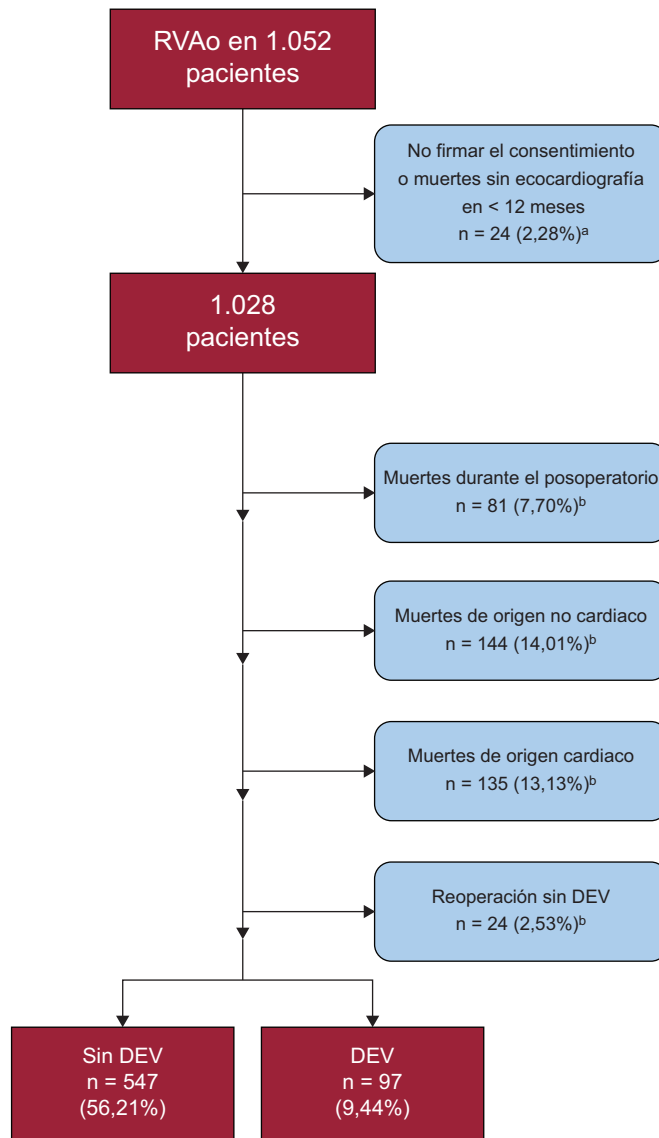 RVAo en 1.052
pacientes
No firmar el consentimiento
o muertes sin ecocardiografía
en < 12 meses
n = 24 (2,28%)ᵃ
1.028
pacientes
Muertes durante el posoperatorio
n = 81 (7,70%)ᵇ
Muertes de origen no cardiaco
n = 144 (14,01%)ᵇ
Muertes de origen cardiaco
n = 135 (13,13%)ᵇ
Reoperación sin DEV
n = 24 (2,53%)ᵇ
Sin DEV
n = 547
(56,21%)
DEV
n = 97
(9,44%)